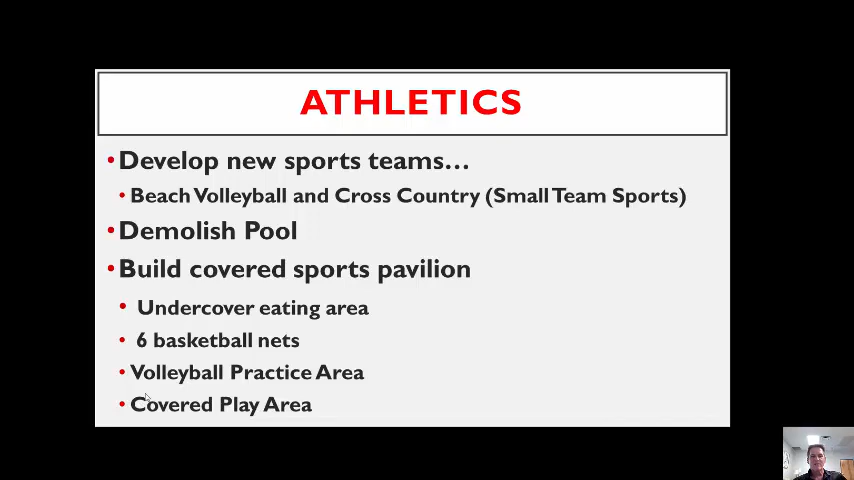 ATHLETICS
•Develop new sports teams…
•Beach Volleyball and Cross Country (Small Team Sports)
•Demolish Pool
•Build covered sports pavilion
• Undercover eating area
• 6 basketball nets
•Volleyball Practice Area
•Covered Play Area